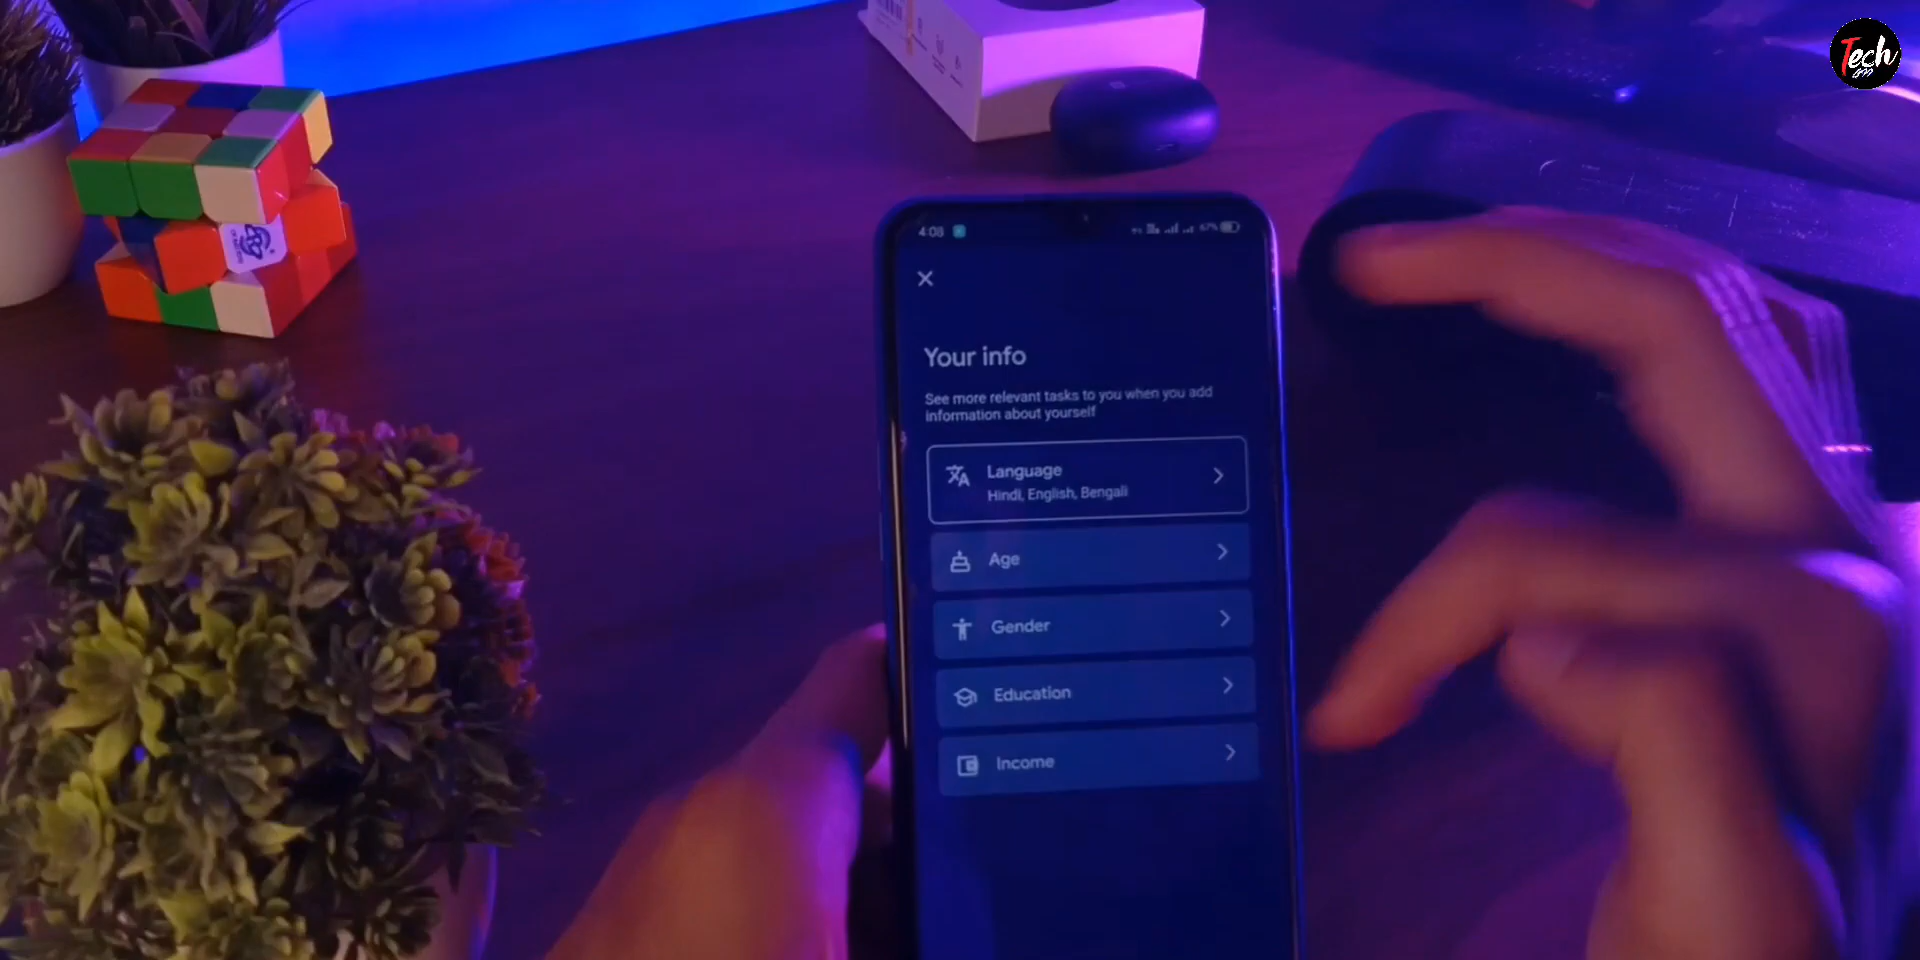 Tech
4:08
67%
Your info
See more relevant tasks to you when you add
information about yourself
Language
Hindi, English, Bengali
Age
Gender
Education
Income